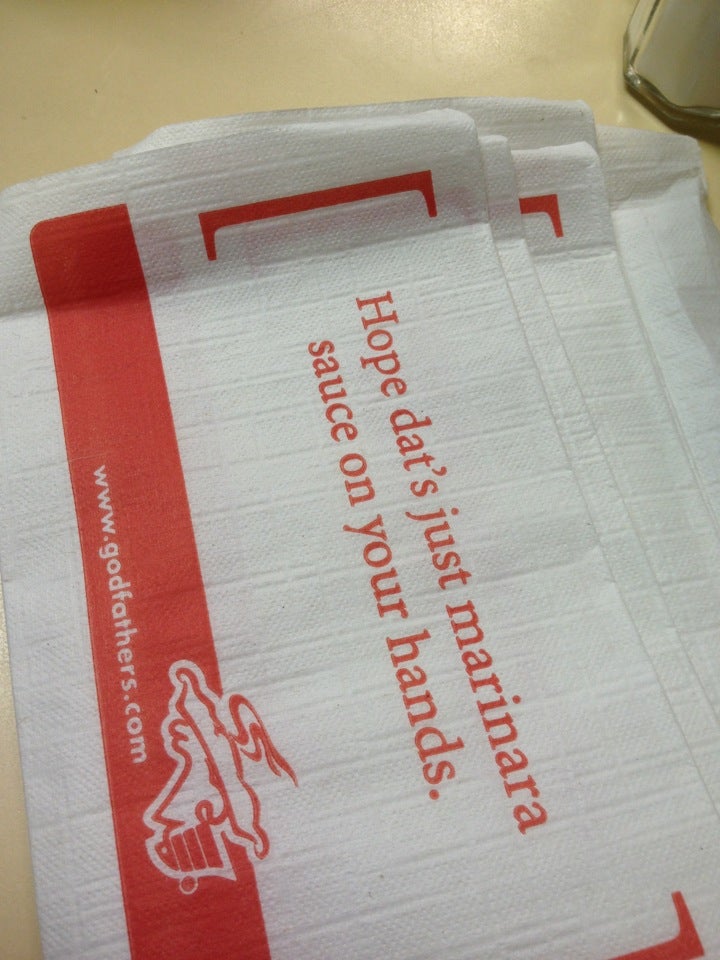 Hope dat's just marinara
sauce on your hands.
www.godfathers.com